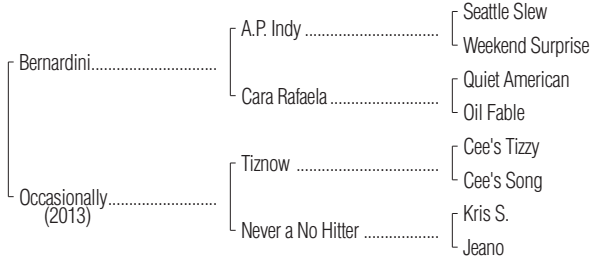 Seattle Slew
A.P. Indy
Weekend Surprise
Bernardini
Quiet American
Cara Rafaela
Oil Fable
Cee's Tizzy
Tiznow
Cee's Song
Occasionally
(2013)
Kris S.
Never a No Hitter
Jeano